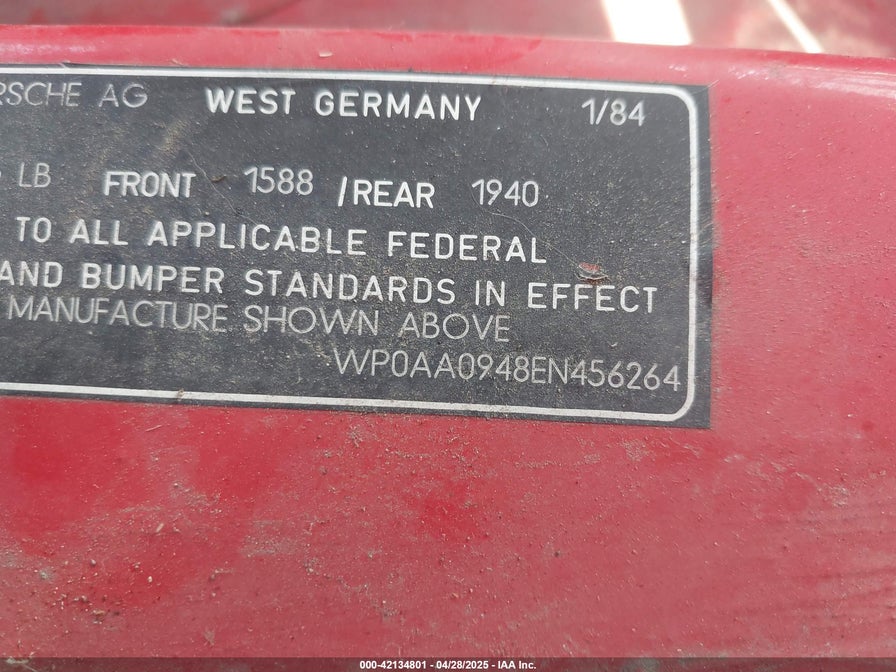 RSCHE AG WEST GERMANY 1/84
LB FRONT 1588 /REAR 1940
TO ALL APPLICABLE FEDERAL
AND BUMPER STANDARDS IN EFFECT
MANUFACTURE SHOWN ABOVE
WP0AA0948EN456264
000-42134801 - 04/28/2025 - IAA Inc.